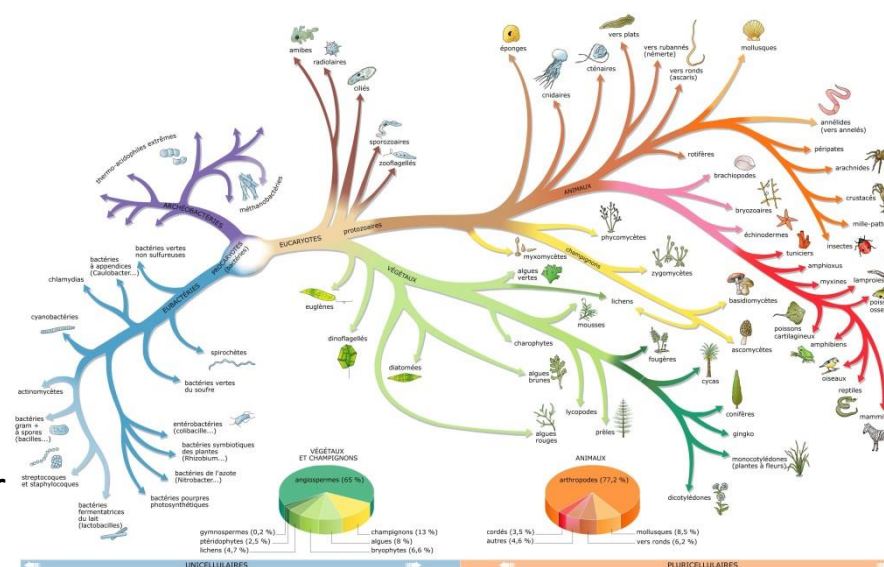 amibes
radiolaires
ciliés
sporozoaires
zooflagellés
éponges
cnidaires
cténaires
vers plats
vers rubannés
(némerte)
vers ronds
(ascaris)
mollusques
annélides
(vers annelés)
péripates
arachnides
crustacés
mille-patt
insectes
rotifères
brachiopodes
bryozoaires
échinodermes
tuniciers
amphioxus
myxines
lamproies
poiss
osse
poissons
cartilagineux
amphibiens
oiseaux
reptiles
mammi
ANIMAUX
thermo-acidophiles extrêmes
méthanobactéries
ARCHÉOBACTÉRIES
PROCARYOTES
(bactéries)
EUCARYOTES
protozoaires
EUBACTÉRIES
bactéries vertes
non sulfureuses
bactéries
à appendices
(Caulobacter...)
chlamydias
cyanobactéries
actinomycètes
bactéries
gram +
à spores
(bacilles...)
streptocoques
et staphylocoques
bactéries
fermentatrices
du lait
(lactobacilles)
spirochètes
bactéries vertes
du soufre
entérobactéries
(colibacille...)
bactéries symbiotiques
des plantes
(Rhizobium...)
bactéries de l'azote
(Nitrobacter...)
bactéries pourpres
photosynthétiques
VÉGÉTAUX
euglènes
dinoflagellés
diatomées
algues
vertes
charophytes
algues
brunes
algues
rouges
mousses
lichens
lycopodes
prêles
fougères
cycas
conifères
gingko
monocotylédones
(plantes à fleurs)
dicotylédones
champignons
myxomycètes
phycomycètes
zygomycètes
basidiomycètes
ascomycètes
VÉGÉTAUX
ET CHAMPIGNONS
angiospermes (65 %)
gymnospermes (0,2 %)
ptéridophytes (2,5 %)
lichens (4,7 %)
champignons (13 %)
algues (8 %)
bryophytes (6,6 %)
ANIMAUX
arthropodes (77,2 %)
cordés (3,5 %)
autres (4,6 %)
mollusques (8,5 %)
vers ronds (6,2 %)
UNICELLULAIRES
PLURICELLULAIRES
r